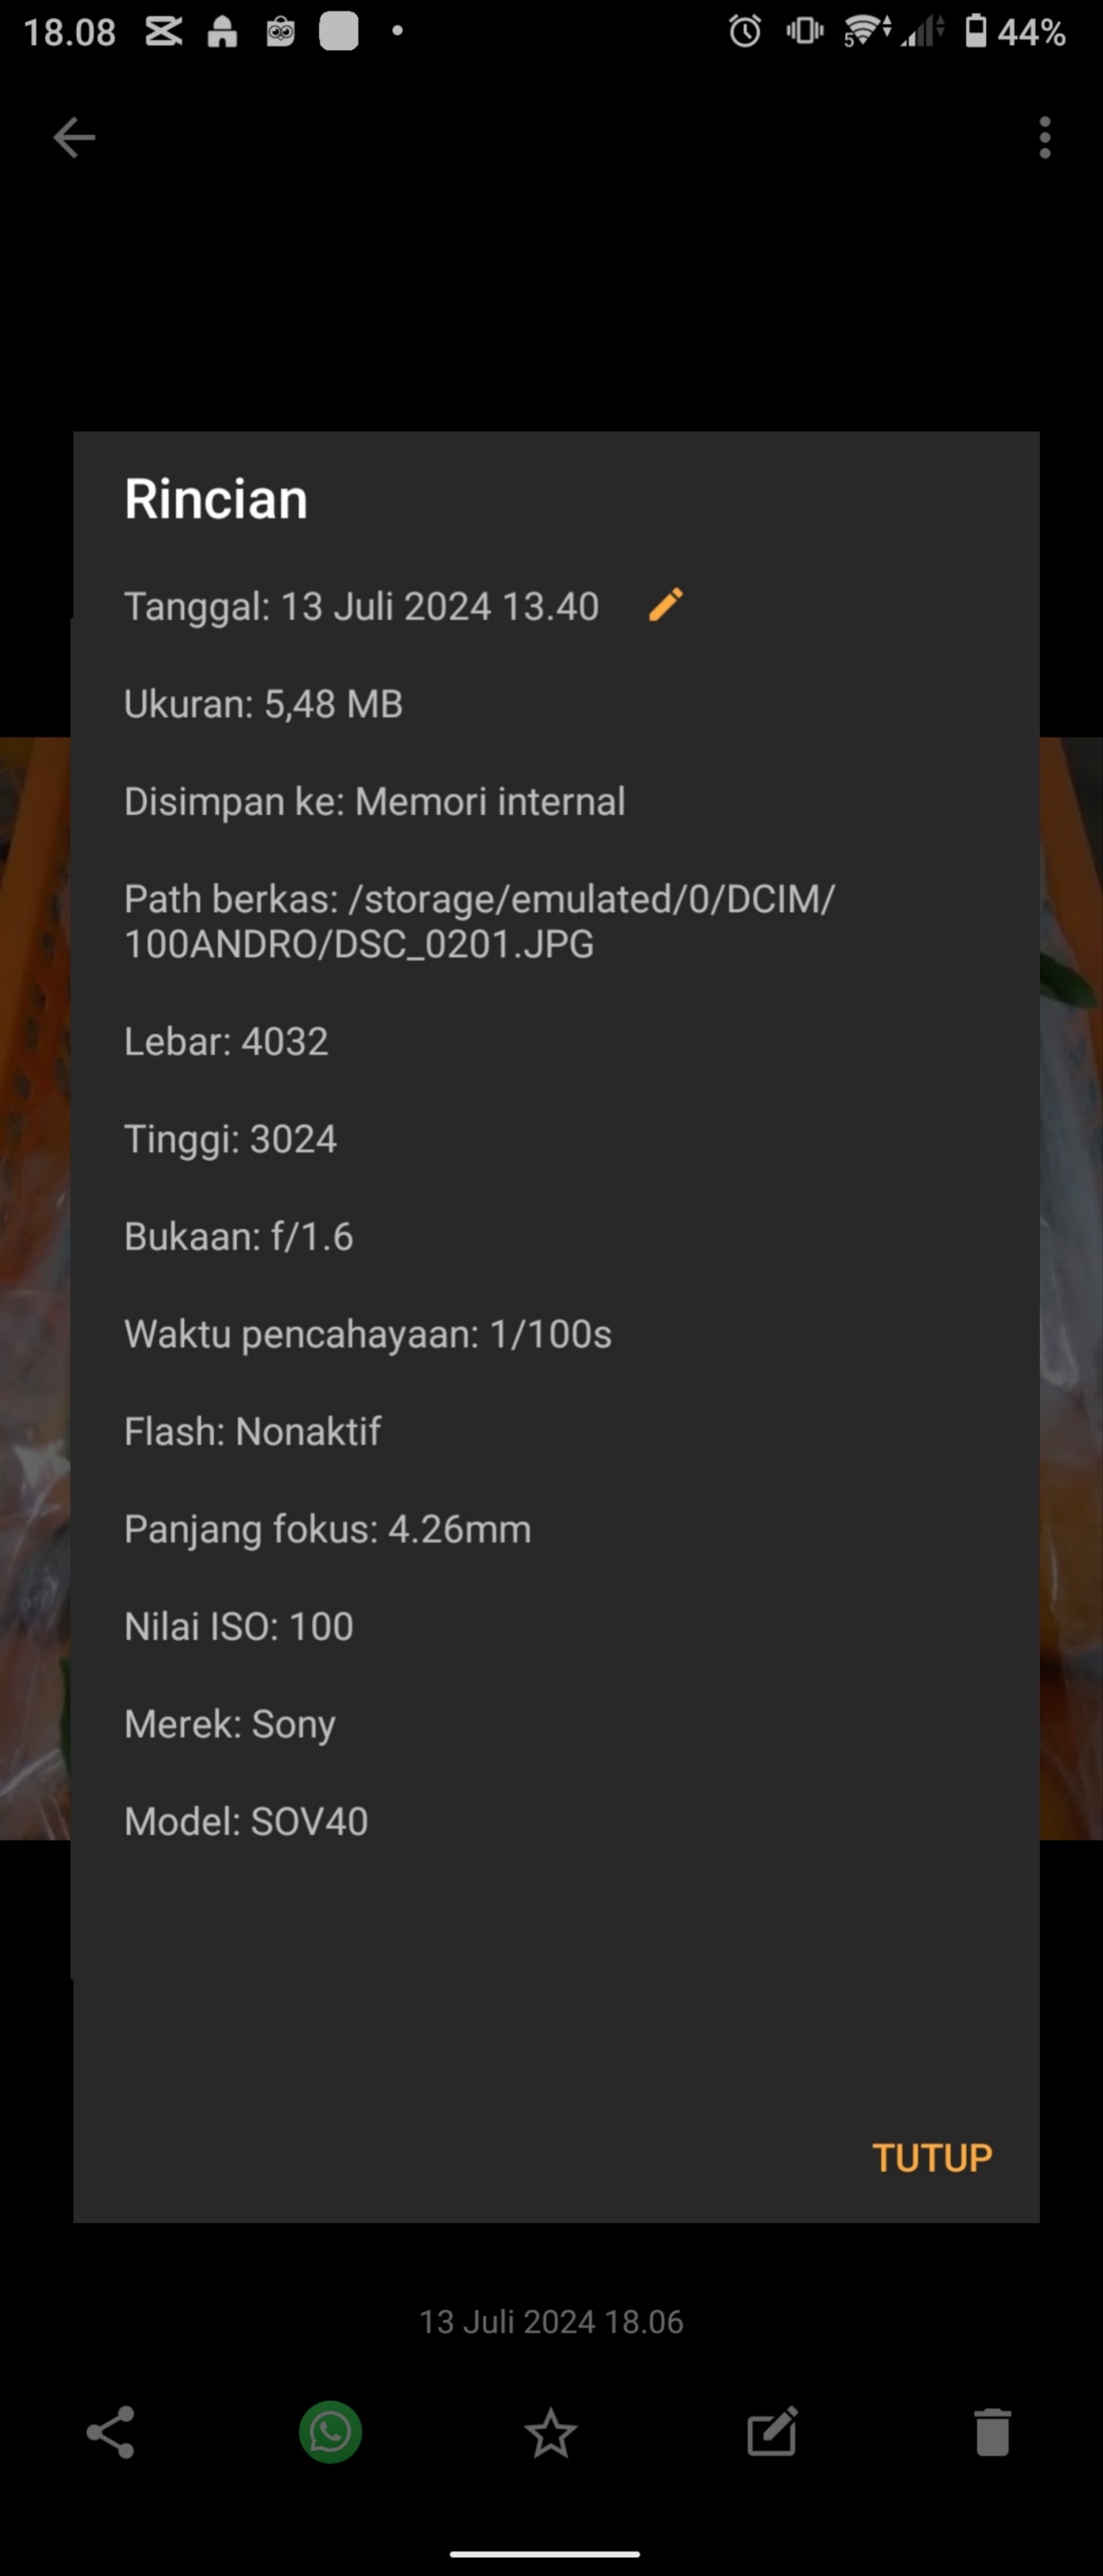 18.08
5
44%
Rincian
Tanggal: 13 Juli 2024 13.40
Ukuran: 5,48 MB
Disimpan ke: Memori internal
Path berkas: /storage/emulated/0/DCIM/
100ANDRO/DSC_0201.JPG
Lebar: 4032
Tinggi: 3024
Bukaan: f/1.6
Waktu pencahayaan: 1/100s
Flash: Nonaktif
Panjang fokus: 4.26mm
Nilai ISO: 100
Merek: Sony
Model: SOV40
TUTUP
13 Juli 2024 18.06